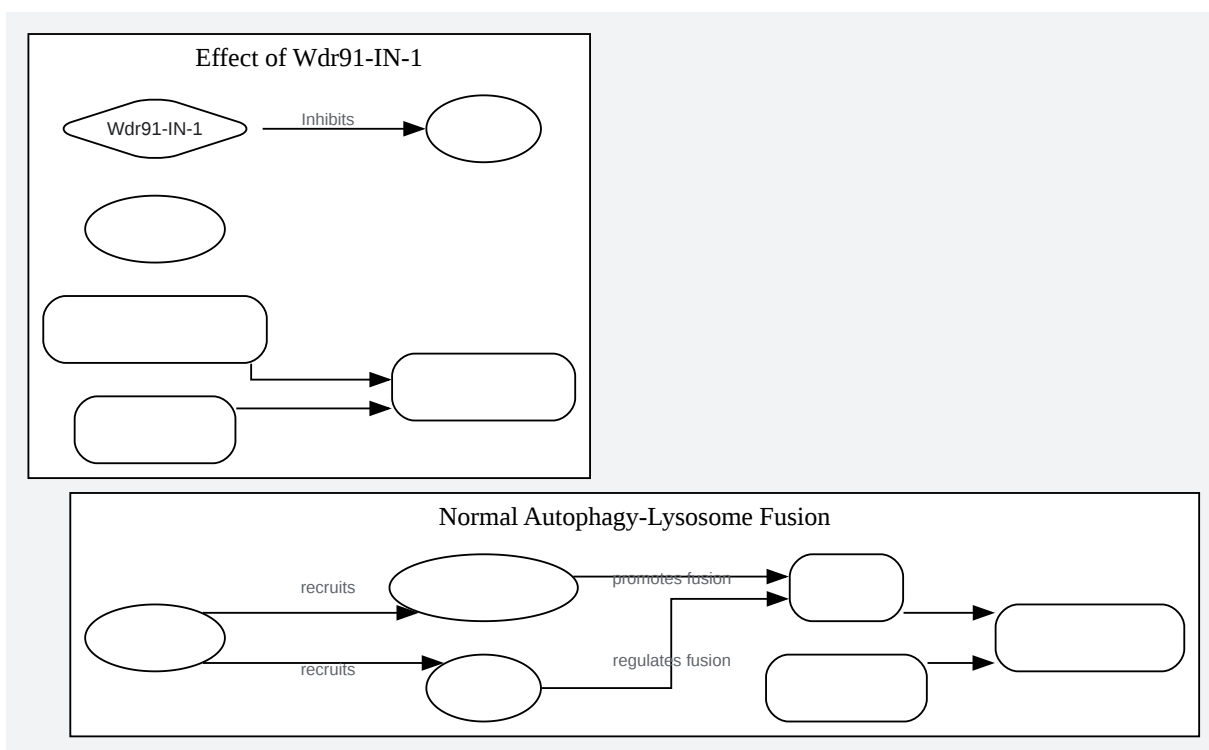 Effect of Wdr91-IN-1
Wdr91-IN-1
Inhibits
Normal Autophagy-Lysosome Fusion
recruits
promotes fusion
recruits
regulates fusion